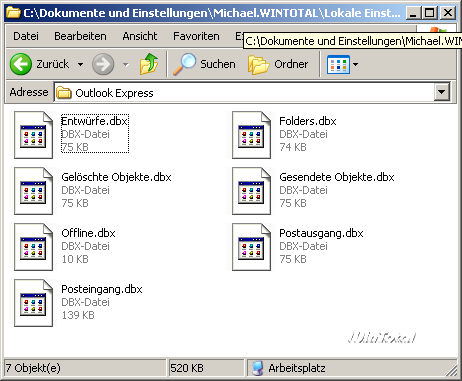 C:\Dokumente und Einstellungen\Michael.WINTOTAL\Lokale Einst...
Datei Bearbeiten Ansicht Favoriten
C:\Dokumente und Einstellungen\Michael.WIN
Zurück Suchen Ordner
Adresse Outlook Express
Entwürfe.dbx
DBX-Datei
75 KB
Folders.dbx
DBX-Datei
74 KB
Gelöschte Objekte.dbx
DBX-Datei
75 KB
Gesendete Objekte.dbx
DBX-Datei
75 KB
Offline.dbx
DBX-Datei
10 KB
Postausgang.dbx
DBX-Datei
75 KB
Posteingang.dbx
DBX-Datei
139 KB
WinTotal
7 Objekt(e) 520 KB Arbeitsplatz